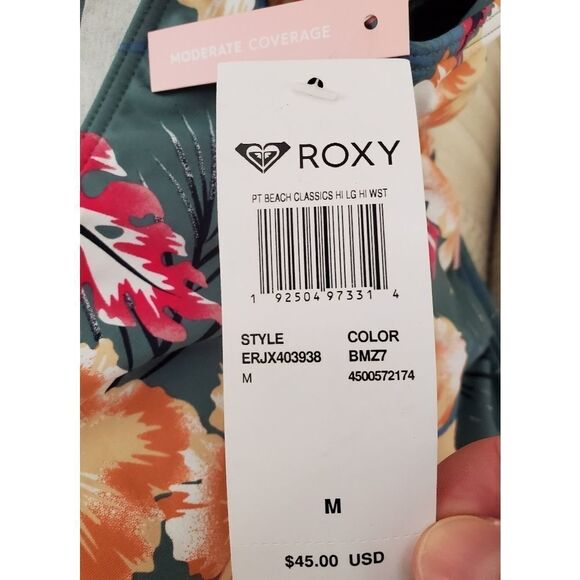 MODERATE COVERAGE
ROXY
PT BEACH CLASSICS HI LG HI WST
1 92504 97331 4
STYLE COLOR
ERJX403938 BMZ7
M 4500572174
M
$45.00 USD